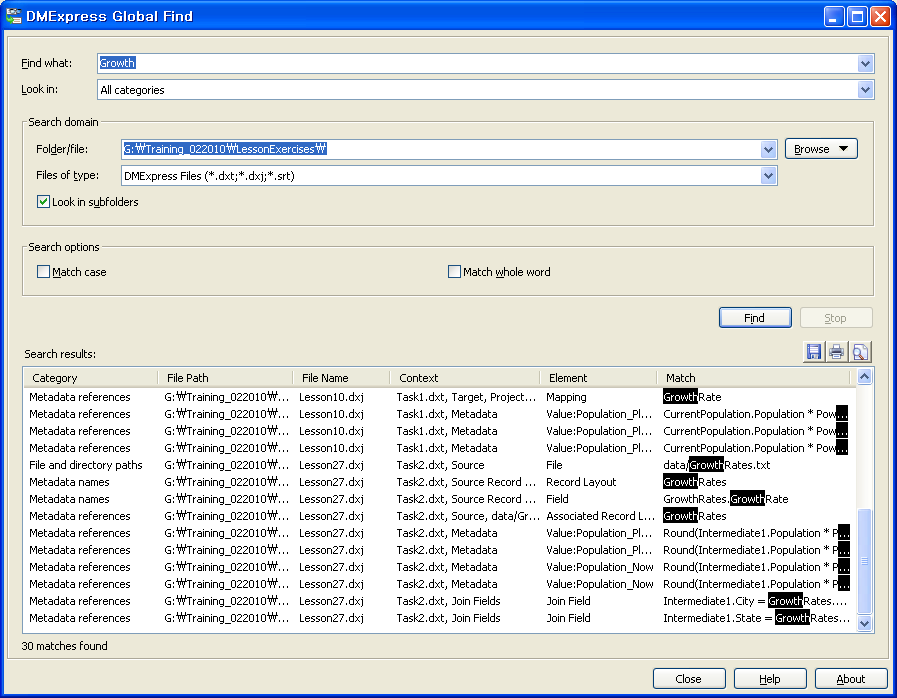 DMExpress Global Find
Find what: Growth
Look in: All categories
Search domain
Folder/file: G:₩Training_022010₩LessonExercises₩ Browse
Files of type: DMExpress Files (*.dxt;*.dxj;*.srt)
Look in subfolders
Search options
Match case Match whole word
Find Stop
Search results:
Category File Path File Name Context Element Match
Metadata references G:₩Training_022010₩... Lesson10.dxj Task1.dxt, Target, Project... Mapping GrowthRate
Metadata references G:₩Training_022010₩... Lesson10.dxj Task1.dxt, Metadata Value:Population_Pl... CurrentPopulation.Population * Pow...
Metadata references G:₩Training_022010₩... Lesson10.dxj Task1.dxt, Metadata Value:Population_Pl... CurrentPopulation.Population * Pow...
Metadata references G:₩Training_022010₩... Lesson10.dxj Task1.dxt, Metadata Value:Population_Pl... CurrentPopulation.Population * Pow...
File and directory paths G:₩Training_022010₩... Lesson27.dxj Task2.dxt, Source File data/GrowthRates.txt
Metadata names G:₩Training_022010₩... Lesson27.dxj Task2.dxt, Source Record ... Record Layout GrowthRates
Metadata names G:₩Training_022010₩... Lesson27.dxj Task2.dxt, Source Record ... Field GrowthRates.GrowthRate
Metadata references G:₩Training_022010₩... Lesson27.dxj Task2.dxt, Source, data/Gr... Associated Record L... GrowthRates
Metadata references G:₩Training_022010₩... Lesson27.dxj Task2.dxt, Metadata Value:Population_Pl... Round(Intermediate1.Population * P...
Metadata references G:₩Training_022010₩... Lesson27.dxj Task2.dxt, Metadata Value:Population_Pl... Round(Intermediate1.Population * P...
Metadata references G:₩Training_022010₩... Lesson27.dxj Task2.dxt, Metadata Value:Population_Now Round(Intermediate1.Population * P...
Metadata references G:₩Training_022010₩... Lesson27.dxj Task2.dxt, Metadata Value:Population_Now Round(Intermediate1.Population * P...
Metadata references G:₩Training_022010₩... Lesson27.dxj Task2.dxt, Join Fields Join Field Intermediate1.City = GrowthRates....
Metadata references G:₩Training_022010₩... Lesson27.dxj Task2.dxt, Join Fields Join Field Intermediate1.State = GrowthRates...
30 matches found
Close Help About